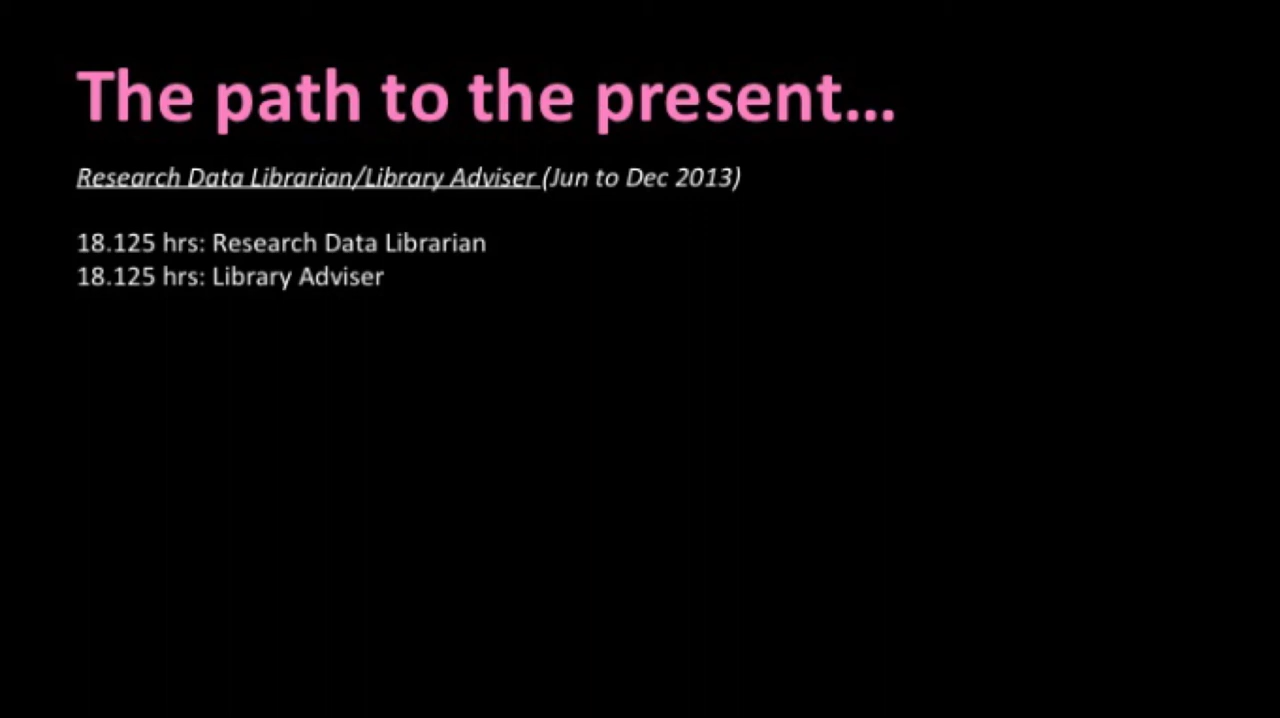 The path to the present...
Research Data Librarian/Library Adviser (Jun to Dec 2013)
18.125 hrs: Research Data Librarian
18.125 hrs: Library Adviser